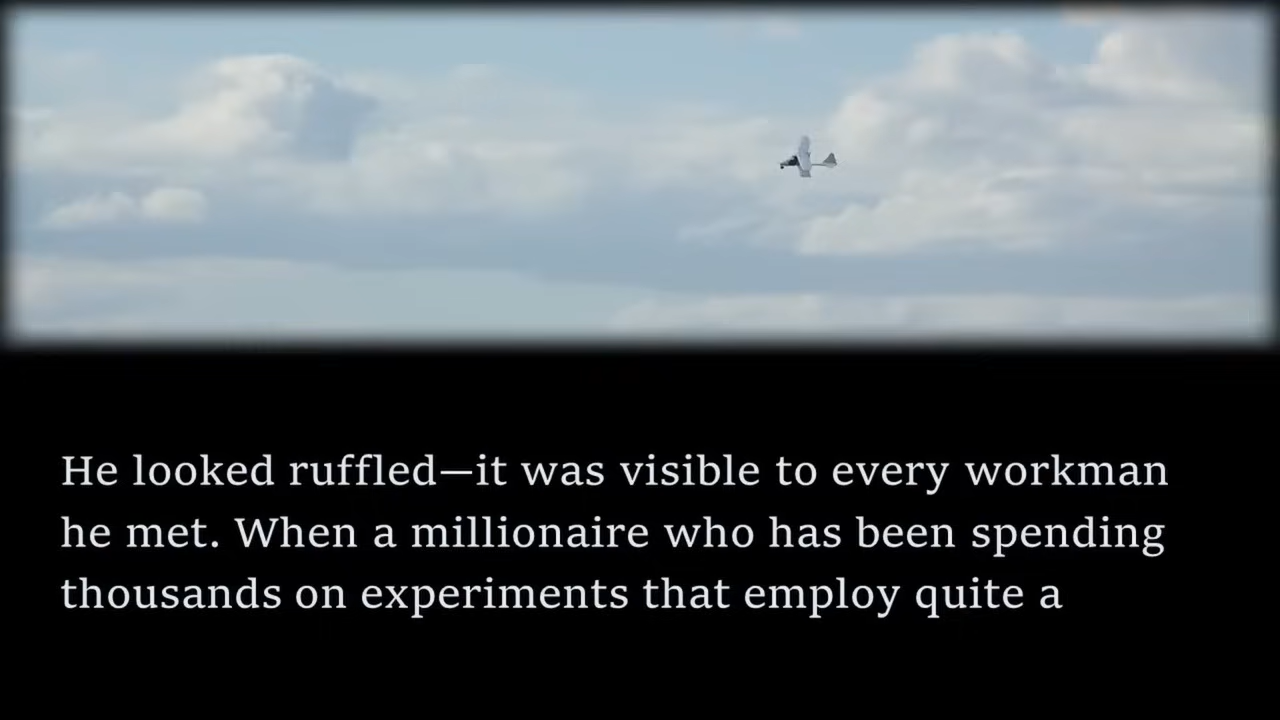 He looked ruffled—it was visible to every workman
he met. When a millionaire who has been spending
thousands on experiments that employ quite a